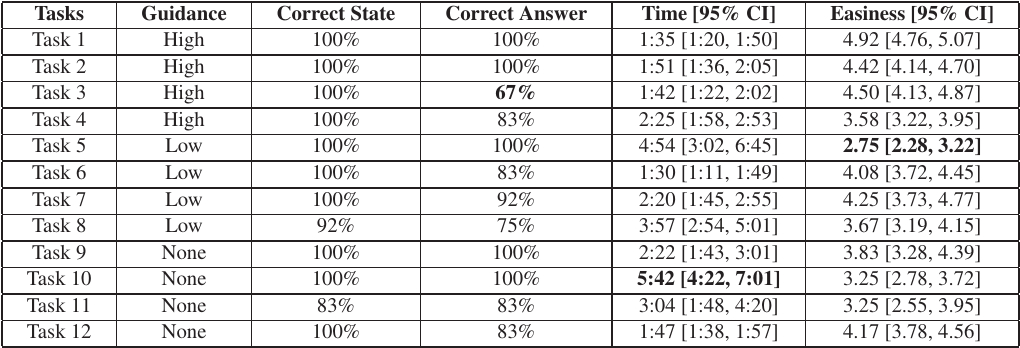 Tasks Guidance Correct State Correct Answer Time [95% CI] Easiness [95% CI]
Task 1 High 100% 100% 1:35 [1:20, 1:50] 4.92 [4.76, 5.07]
Task 2 High 100% 100% 1:51 [1:36, 2:05] 4.42 [4.14, 4.70]
Task 3 High 100% 67% 1:42 [1:22, 2:02] 4.50 [4.13, 4.87]
Task 4 High 100% 83% 2:25 [1:58, 2:53] 3.58 [3.22, 3.95]
Task 5 Low 100% 100% 4:54 [3:02, 6:45] 2.75 [2.28, 3.22]
Task 6 Low 100% 83% 1:30 [1:11, 1:49] 4.08 [3.72, 4.45]
Task 7 Low 100% 92% 2:20 [1:45, 2:55] 4.25 [3.73, 4.77]
Task 8 Low 92% 75% 3:57 [2:54, 5:01] 3.67 [3.19, 4.15]
Task 9 None 100% 100% 2:22 [1:43, 3:01] 3.83 [3.28, 4.39]
Task 10 None 100% 100% 5:42 [4:22, 7:01] 3.25 [2.78, 3.72]
Task 11 None 83% 83% 3:04 [1:48, 4:20] 3.25 [2.55, 3.95]
Task 12 None 100% 83% 1:47 [1:38, 1:57] 4.17 [3.78, 4.56]